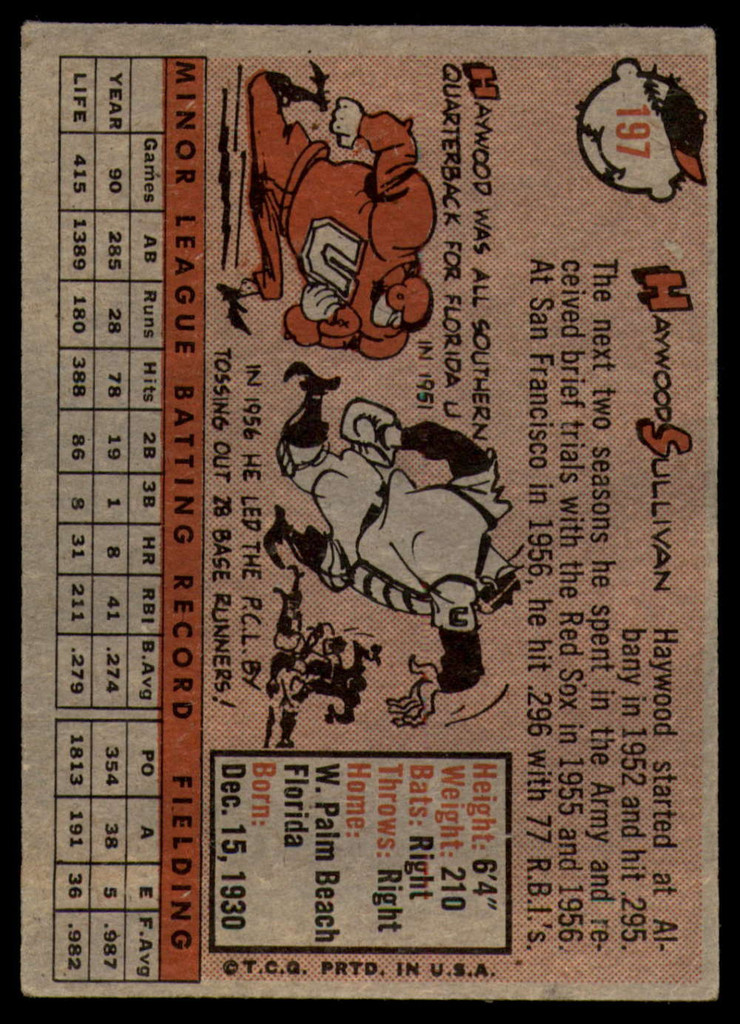 197
HAYWOOD SULLIVAN
Haywood started at Al-
bany in 1952 and hit .295.
The next two seasons he spent in the Army and re-
ceived brief trials with the Red Sox in 1955 and 1956.
At San Francisco in 1956, he hit .296 with 77 R.B.I.'s.
HAYWOOD WAS ALL SOUTHERN
QUARTERBACK FOR FLORIDA U
IN 1951
U
IN 1956 HE LED THE P.C.L. BY
TOSSING OUT 28 BASE RUNNERS!
Height: 6'4"
Weight: 210
Bats: Right
Throws: Right
Home:
W. Palm Beach
Florida
Born:
Dec. 15, 1930
© T.C.G. PRTD. IN U.S.A.
MINOR LEAGUE BATTING RECORD FIELDING
Games AB Runs Hits 2B 3B HR RBI B.Avg PO A E F.Avg
YEAR 90 285 28 78 19 1 8 41 .274 354 38 5 .987
LIFE 415 1389 180 388 86 8 31 211 .279 1813 191 36 .982